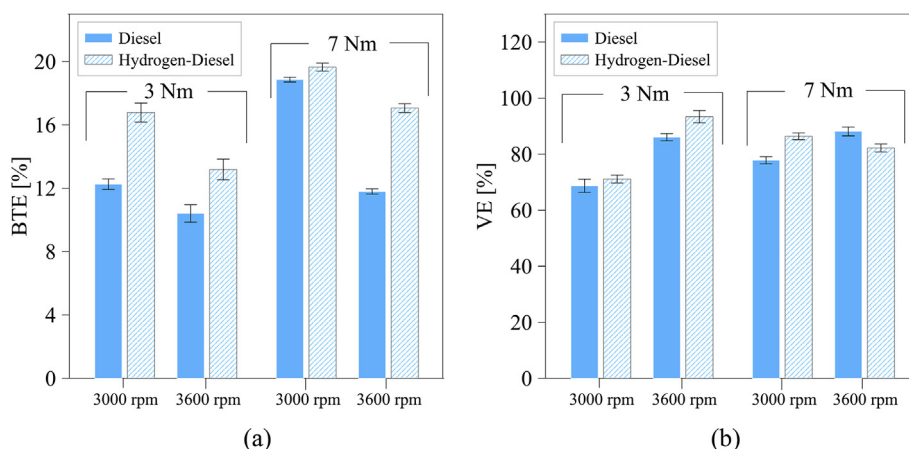 Diesel
Hydrogen-Diesel
3 Nm
7 Nm
BTE [%]
20
16
12
8
4
0
3000 rpm
3600 rpm
3000 rpm
3600 rpm
(a)
Diesel
Hydrogen-Diesel
3 Nm
7 Nm
VE [%]
120
100
80
60
40
20
0
3000 rpm
3600 rpm
3000 rpm
3600 rpm
(b)